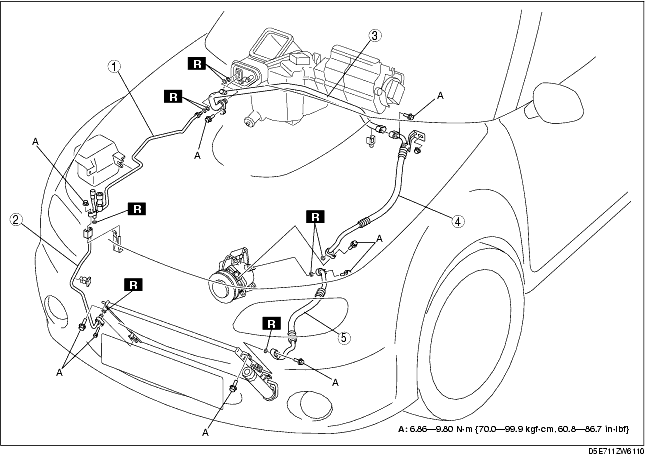 R
③
①
R
A
A
A
R
R
④
②
A
R
R
⑤
A
A
A
A: 6.86—9.80 N·m {70.0—99.9 kgf·cm, 60.8—86.7 in·lbf}
D5E711ZW6110